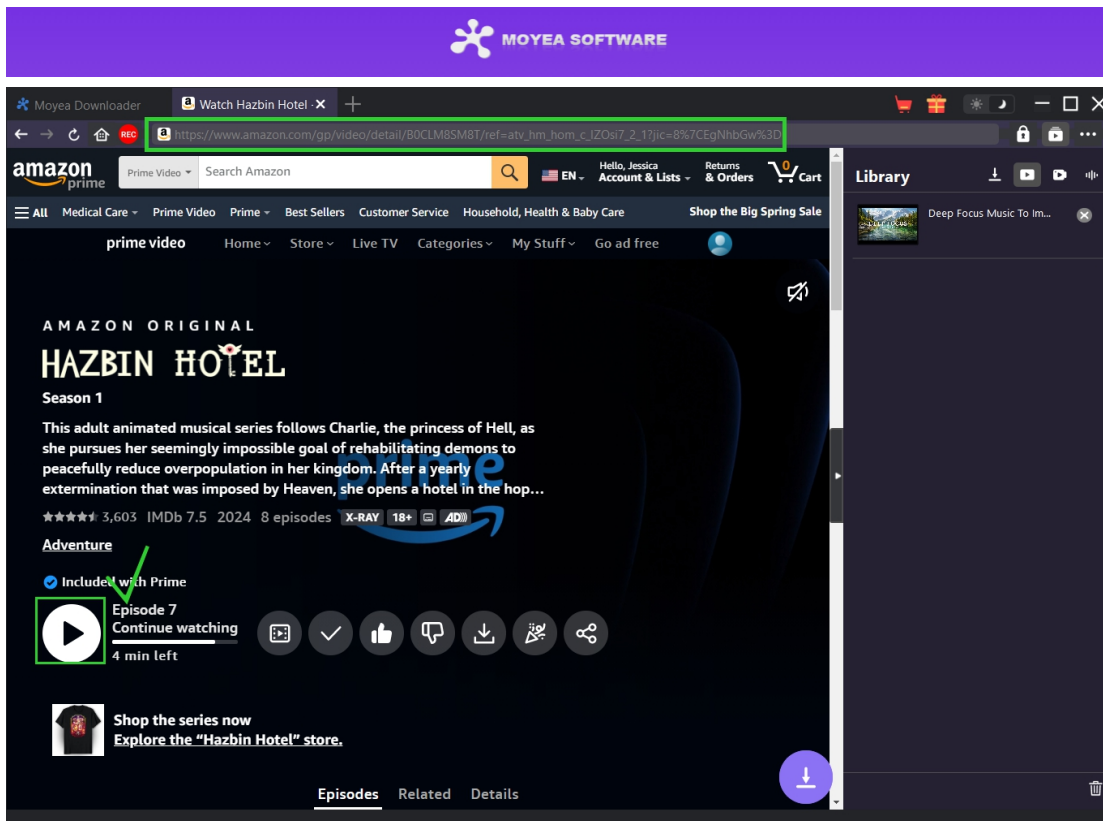 MOYEA SOFTWARE
Moyea Downloader
Watch Hazbin Hotel ·
REC
https://www.amazon.com/gp/video/detail/B0CLM8SM8T/ref=atv_hm_hom_c_IZOsi7_2_1?jic=8%7CEgNhbGw%3D
amazon prime
Prime Video
Search Amazon
EN
Hello, Jessica
Account & Lists
Returns
& Orders
0
Cart
Library
All
Medical Care
Prime Video
Prime
Best Sellers
Customer Service
Household, Health & Baby Care
Shop the Big Spring Sale
Deep Focus Music To Im...
prime video
Home
Store
Live TV
Categories
My Stuff
Go ad free
AMAZON ORIGINAL
HAZBIN HOTEL
Season 1
This adult animated musical series follows Charlie, the princess of Hell, as
she pursues her seemingly impossible goal of rehabilitating demons to
peacefully reduce overpopulation in her kingdom. After a yearly
extermination that was imposed by Heaven, she opens a hotel in the hop...
prime
3,603 IMDb 7.5 2024 8 episodes X-RAY 18+ AD
Adventure
Included with Prime
Episode 7
Continue watching
4 min left
Shop the series now
Explore the “Hazbin Hotel” store.
Episodes
Related
Details